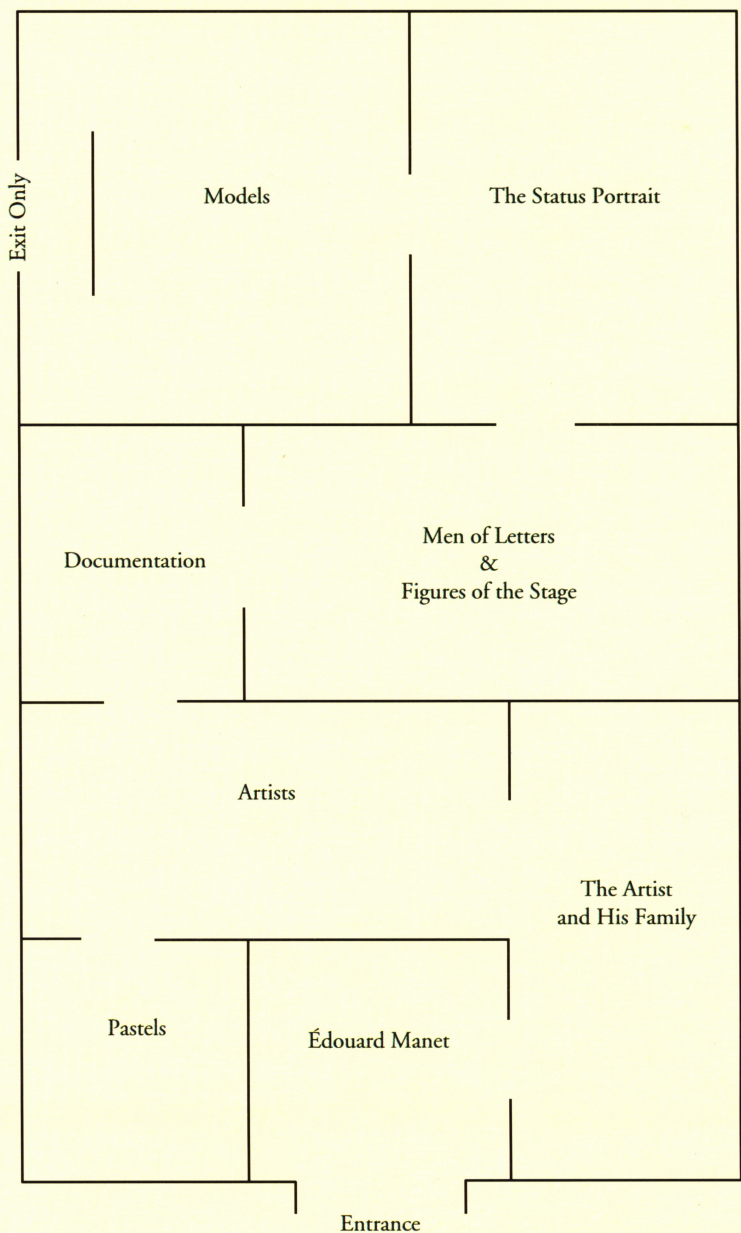 Exit Only
Models
The Status Portrait
Documentation
Men of Letters
&
Figures of the Stage
Artists
The Artist
and His Family
Pastels
Édouard Manet
Entrance